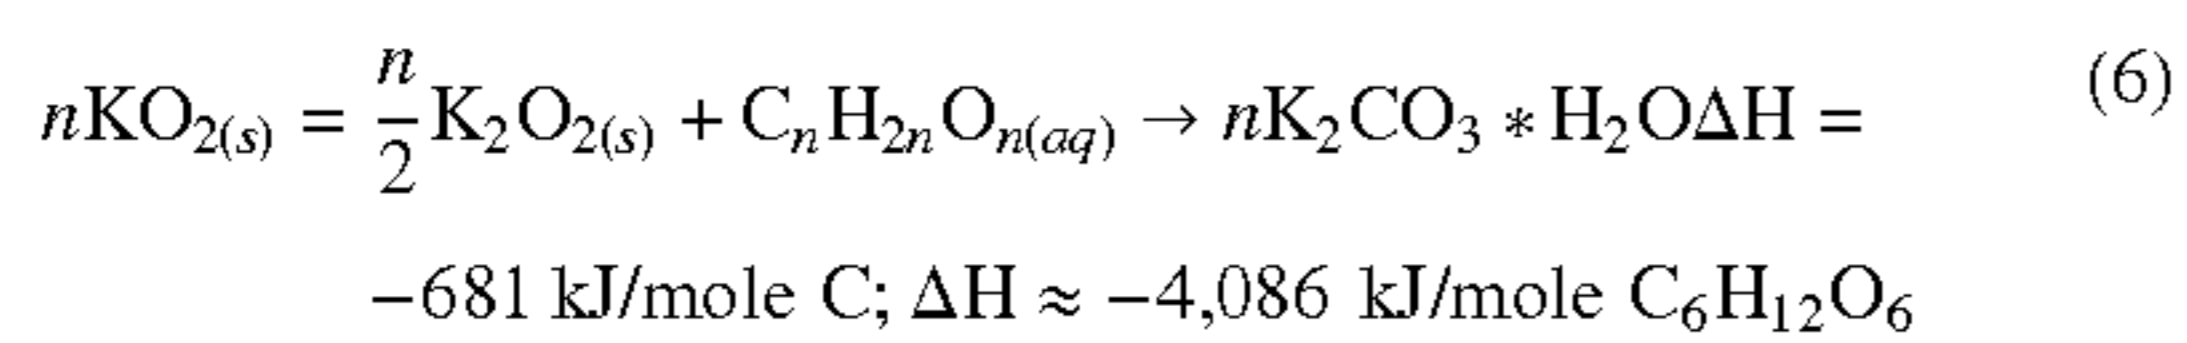 nKO₂₍ₛ₎ = n/2 K₂O₂₍ₛ₎ + CₙH₂ₙOₙ₍aq₎ → nK₂CO₃ * H₂OΔH = (6)
−681 kJ/mole C; ΔH ≈ −4,086 kJ/mole C₆H₁₂O₆